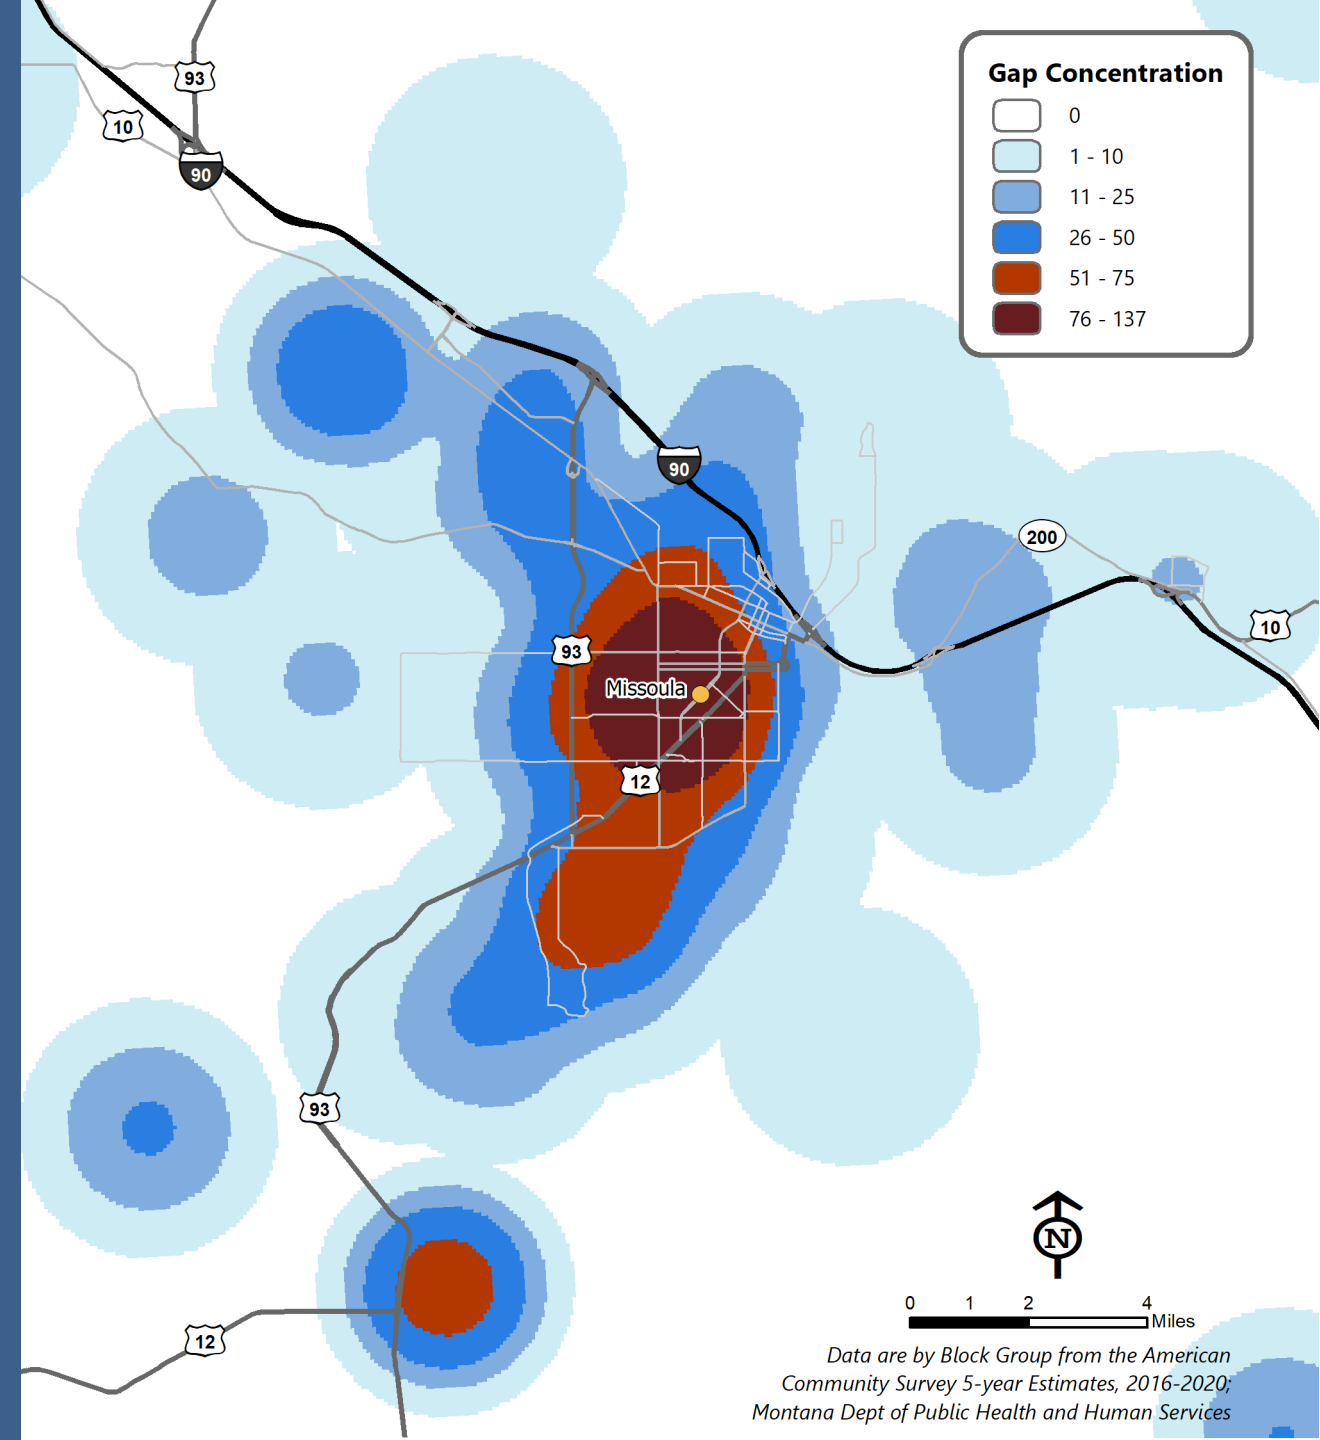 93
10
90
Gap Concentration
0
1 - 10
11 - 25
26 - 50
51 - 75
76 - 137
90
200
10
93
Missoula
12
93
12
N
0 1 2 4
Miles
Data are by Block Group from the American
Community Survey 5-year Estimates, 2016-2020;
Montana Dept of Public Health and Human Services